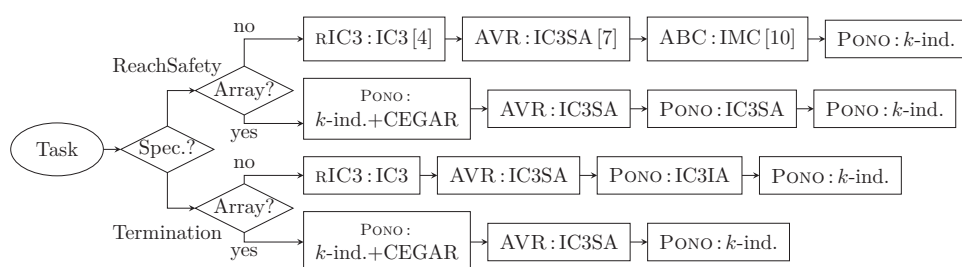 Task
Spec.?
ReachSafety
Array?
no
rIC3 : IC3 [4]
AVR : IC3SA [7]
ABC : IMC [10]
Pono : k-ind.
yes
Pono :
k-ind.+CEGAR
AVR : IC3SA
Pono : IC3SA
Pono : k-ind.
Termination
Array?
no
rIC3 : IC3
AVR : IC3SA
Pono : IC3IA
Pono : k-ind.
yes
Pono :
k-ind.+CEGAR
AVR : IC3SA
Pono : k-ind.